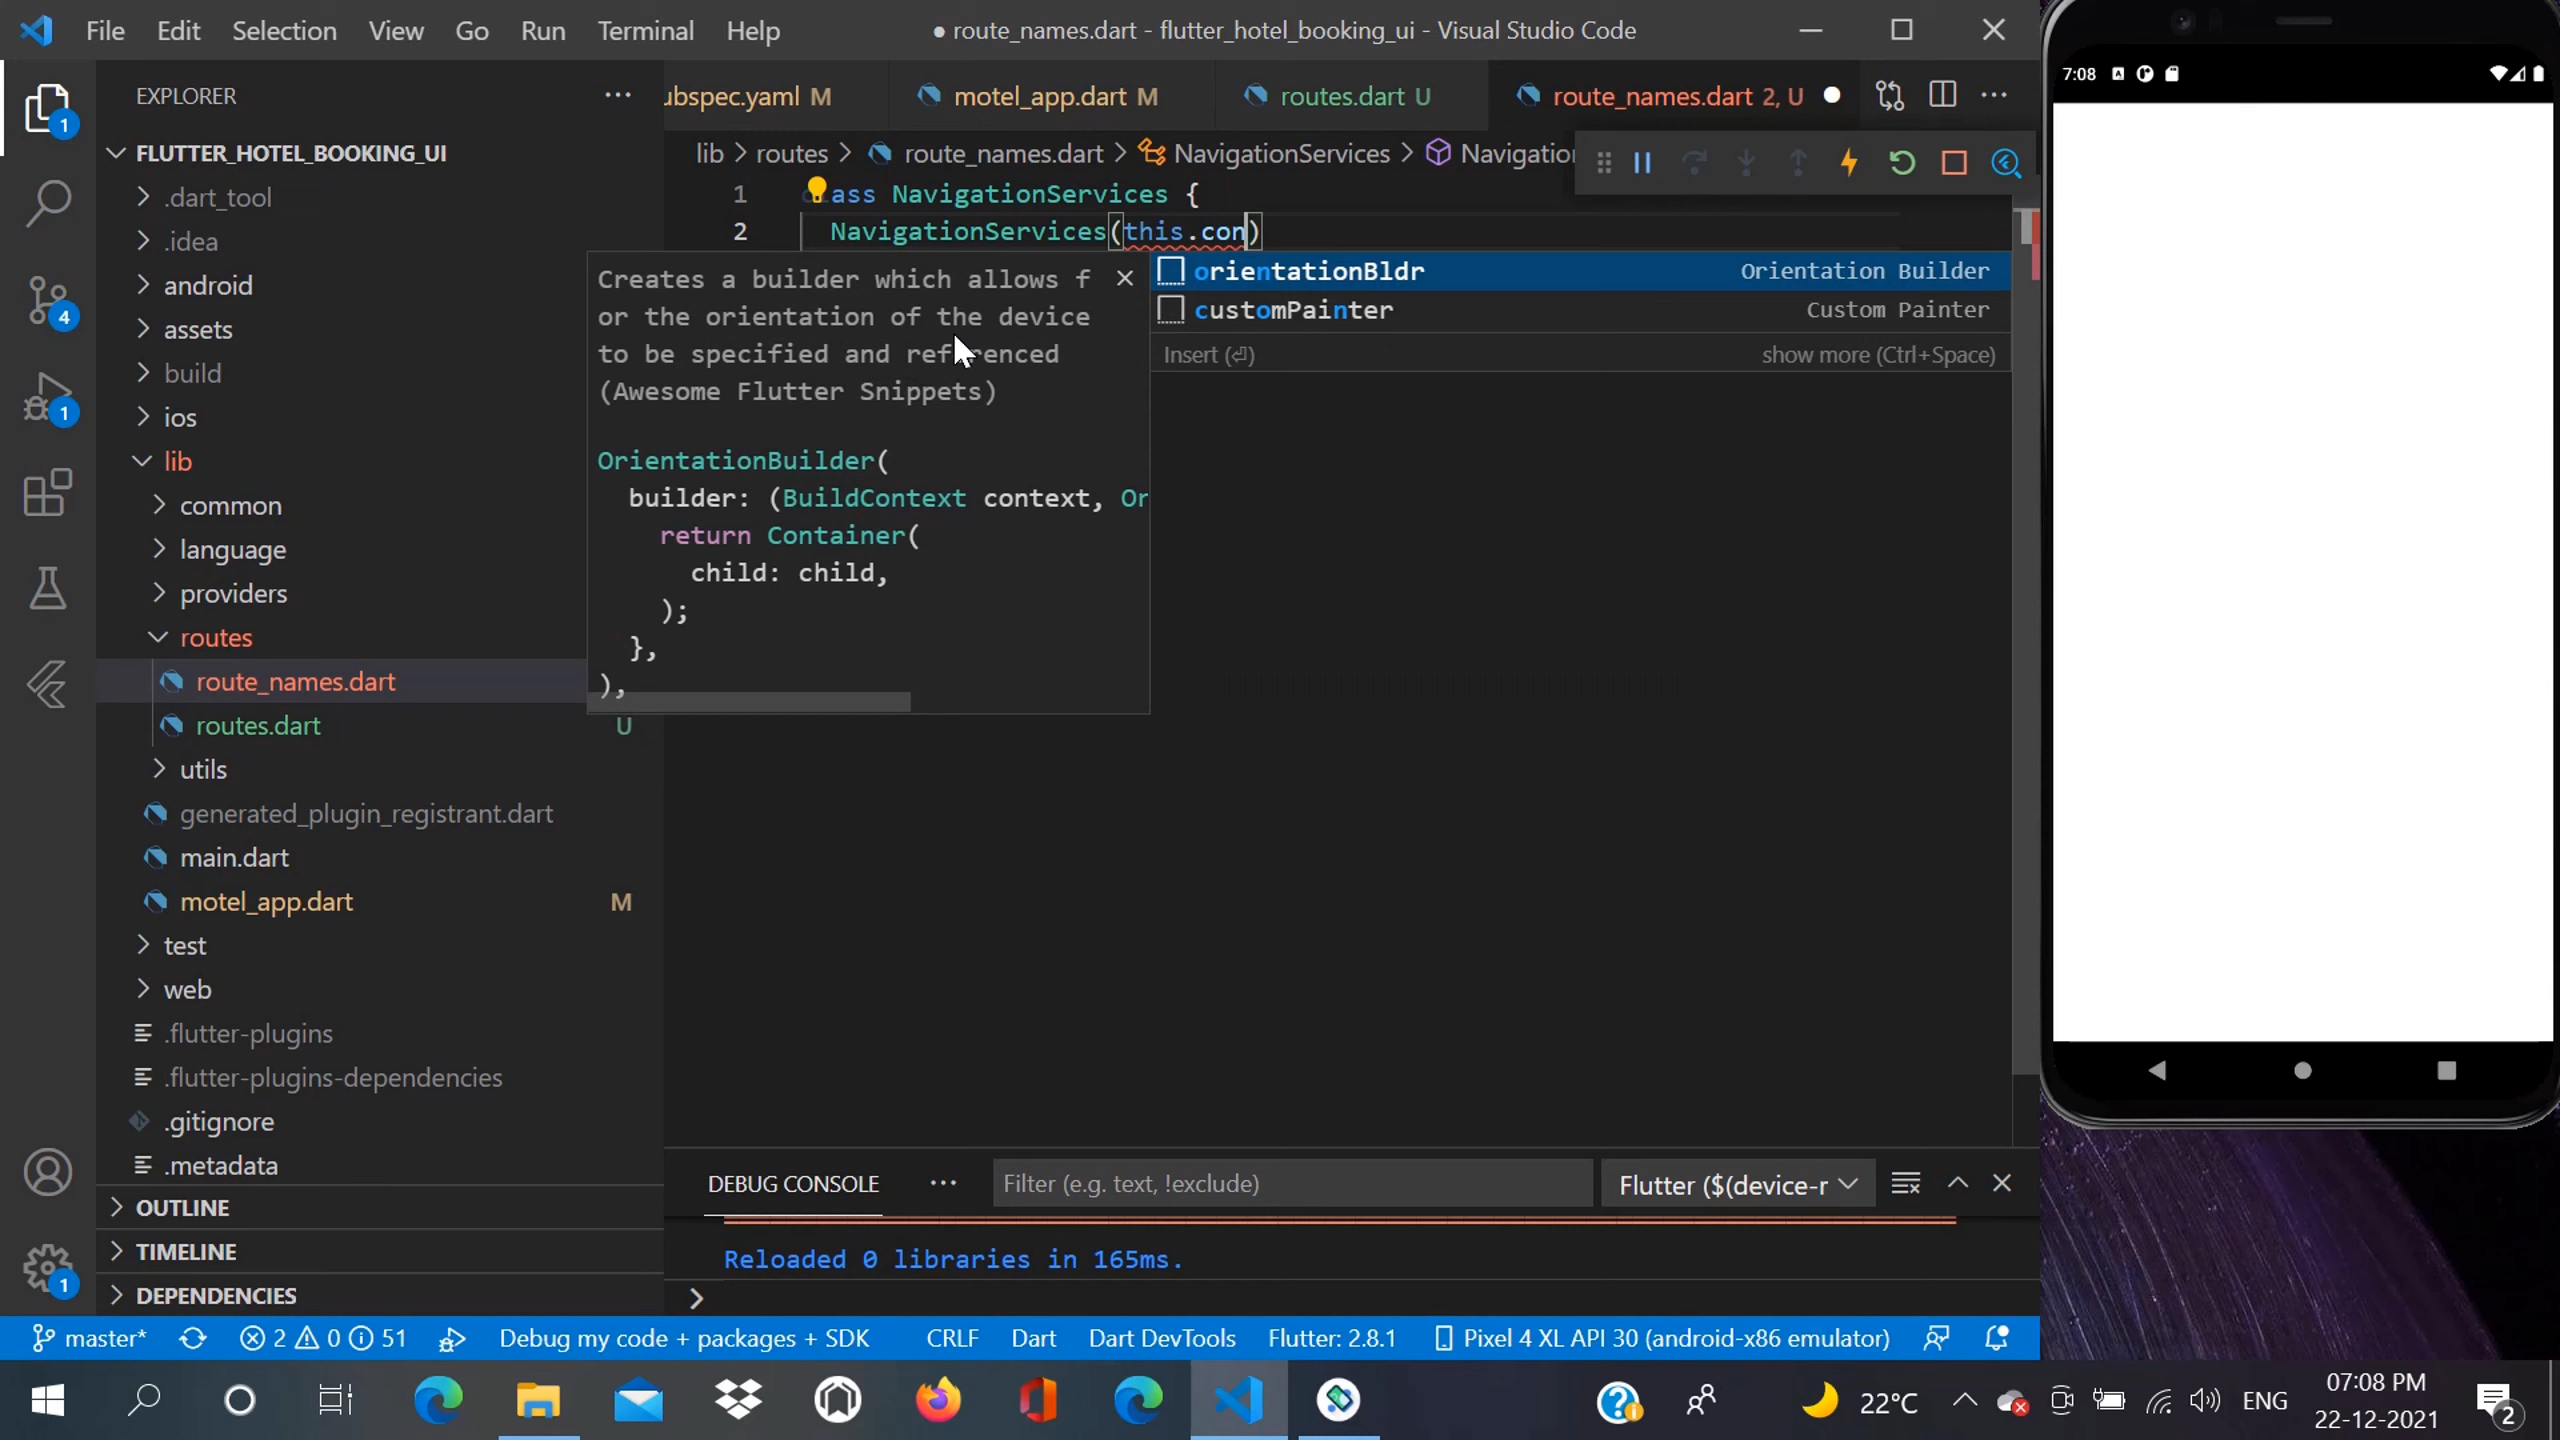 File Edit Selection View Go Run Terminal Help
● route_names.dart - flutter_hotel_booking_ui - Visual Studio Code
EXPLORER
ubspec.yaml M
motel_app.dart M
routes.dart U
route_names.dart 2, U
FLUTTER_HOTEL_BOOKING_UI
.dart_tool
.idea
android
assets
build
ios
lib
common
language
providers
routes
route_names.dart
routes.dart U
utils
generated_plugin_registrant.dart
main.dart
motel_app.dart M
test
web
.flutter-plugins
.flutter-plugins-dependencies
.gitignore
.metadata
OUTLINE
TIMELINE
DEPENDENCIES
1
4
1
1
lib > routes > route_names.dart > NavigationServices >
1 ass NavigationServices {
2 NavigationServices(this.con)
Creates a builder which allows f
or the orientation of the device
to be specified and referenced
(Awesome Flutter Snippets)
OrientationBuilder(
builder: (BuildContext context, Or
return Container(
child: child,
);
},
),
orientationBldr Orientation Builder
customPainter Custom Painter
Insert (⏎) show more (Ctrl+Space)
DEBUG CONSOLE
Filter (e.g. text, !exclude)
Flutter ($(device-r
Reloaded 0 libraries in 165ms.
>
master* 2 0 51 Debug my code + packages + SDK CRLF Dart Dart DevTools Flutter: 2.8.1 Pixel 4 XL API 30 (android-x86 emulator)
22°C ENG
07:08 PM
22-12-2021
2
7:08